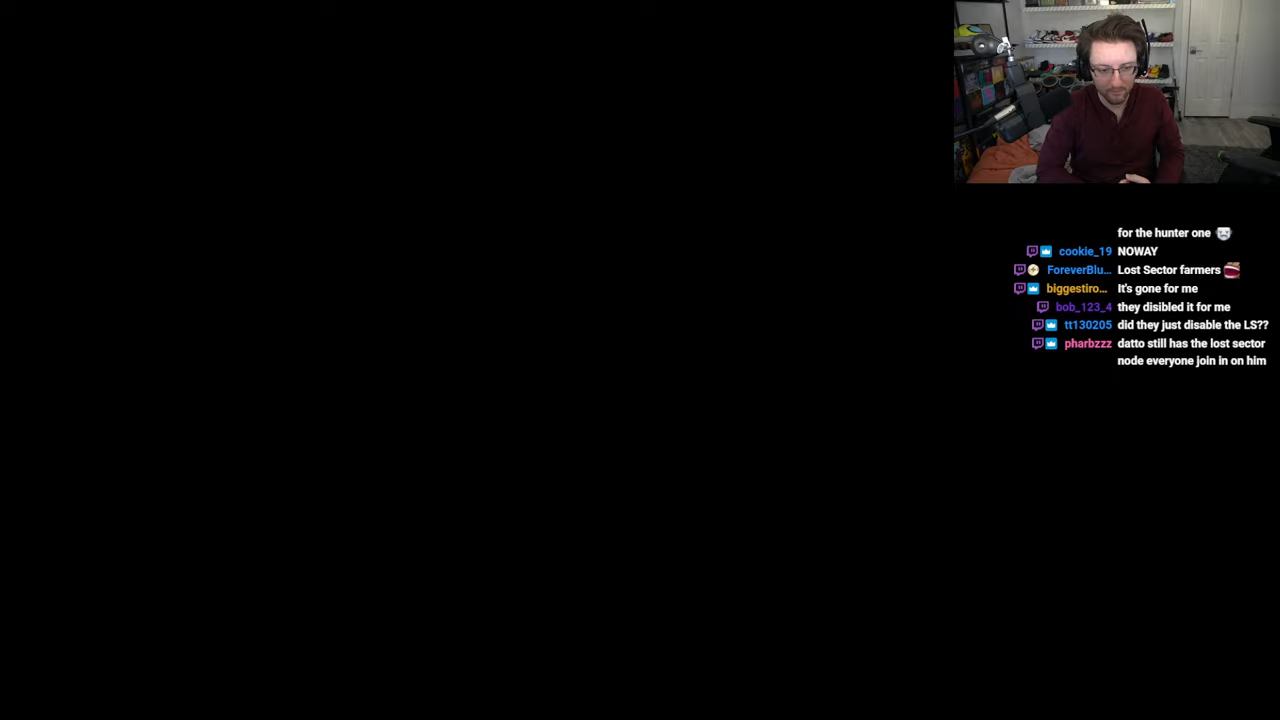 for the hunter one
cookie_19 NOWAY
ForeverBlu... Lost Sector farmers
biggestiro... It's gone for me
bob_123_4 they disibled it for me
tt130205 did they just disable the LS??
pharbzzz datto still has the lost sector
node everyone join in on him